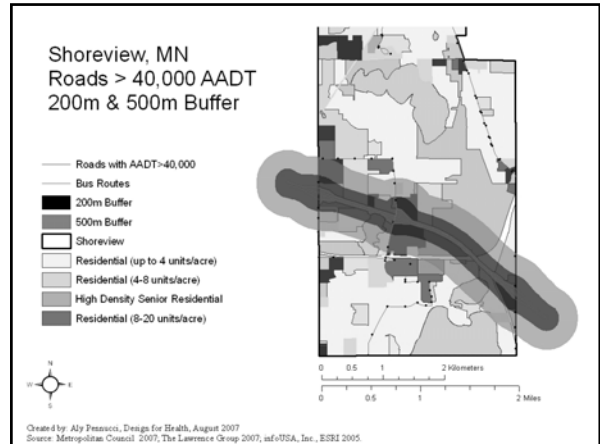 Shoreview, MN
Roads > 40,000 AADT
200m & 500m Buffer
Roads with AADT>40,000
Bus Routes
200m Buffer
500m Buffer
Shoreview
Residential (up to 4 units/acre)
Residential (4-8 units/acre)
High Density Senior Residential
Residential (8-20 units/acre)
N
W E
S
0 0.5 1 2 Kilometers
0 0.5 1 2 Miles
Created by: Aly Pennucci, Design for Health, August 2007
Source: Metropolitan Council 2007, The Lawrence Group 2007, infoUSA, Inc., ESRI 2005.